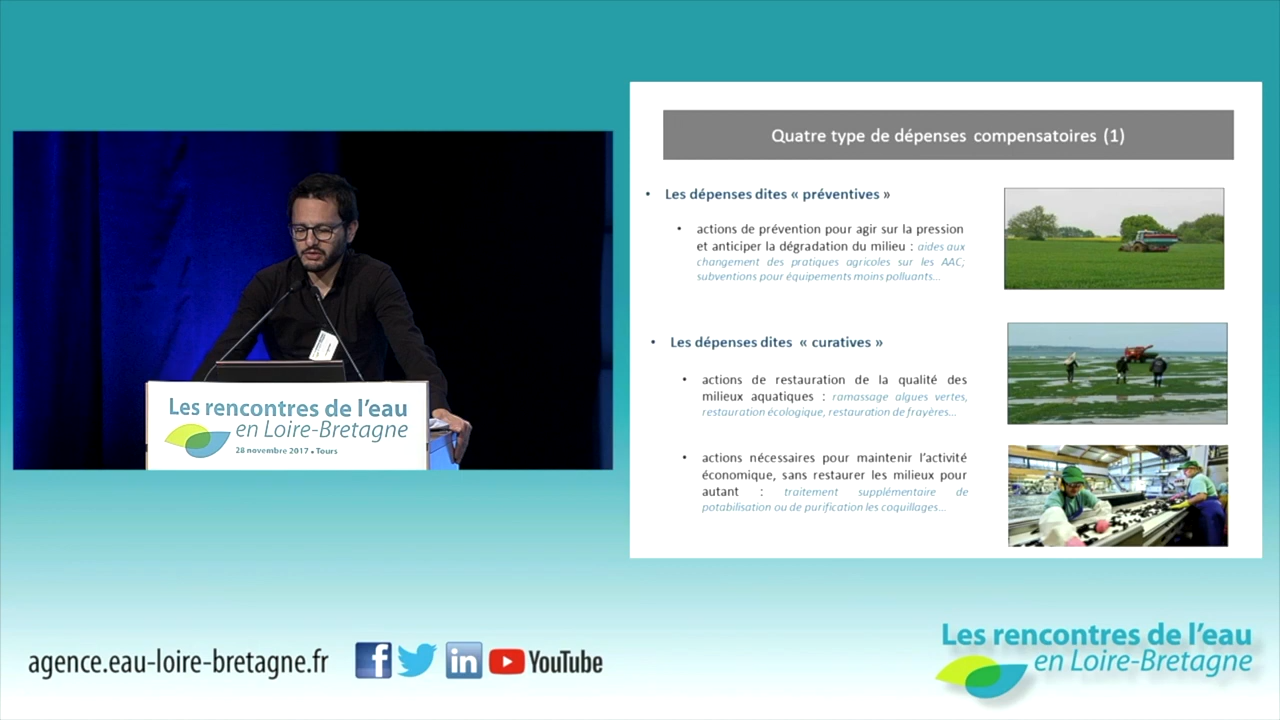 Quatre type de dépenses compensatoires (1)
• Les dépenses dites « préventives »
• actions de prévention pour agir sur la pression
et anticiper la dégradation du milieu : aides aux
changement des pratiques agricoles sur les AAC;
subventions pour équipements moins polluants...
• Les dépenses dites « curatives »
• actions de restauration de la qualité des
milieux aquatiques : ramassage algues vertes,
restauration écologique, restauration de frayères...
• actions nécessaires pour maintenir l'activité
économique, sans restaurer les milieux pour
autant : traitement supplémentaire de
potabilisation ou de purification les coquillages...
Les rencontres de l'eau
en Loire-Bretagne
28 novembre 2017 • Tours
agence.eau-loire-bretagne.fr
f
in
YouTube
Les rencontres de l'eau
en Loire-Bretagne